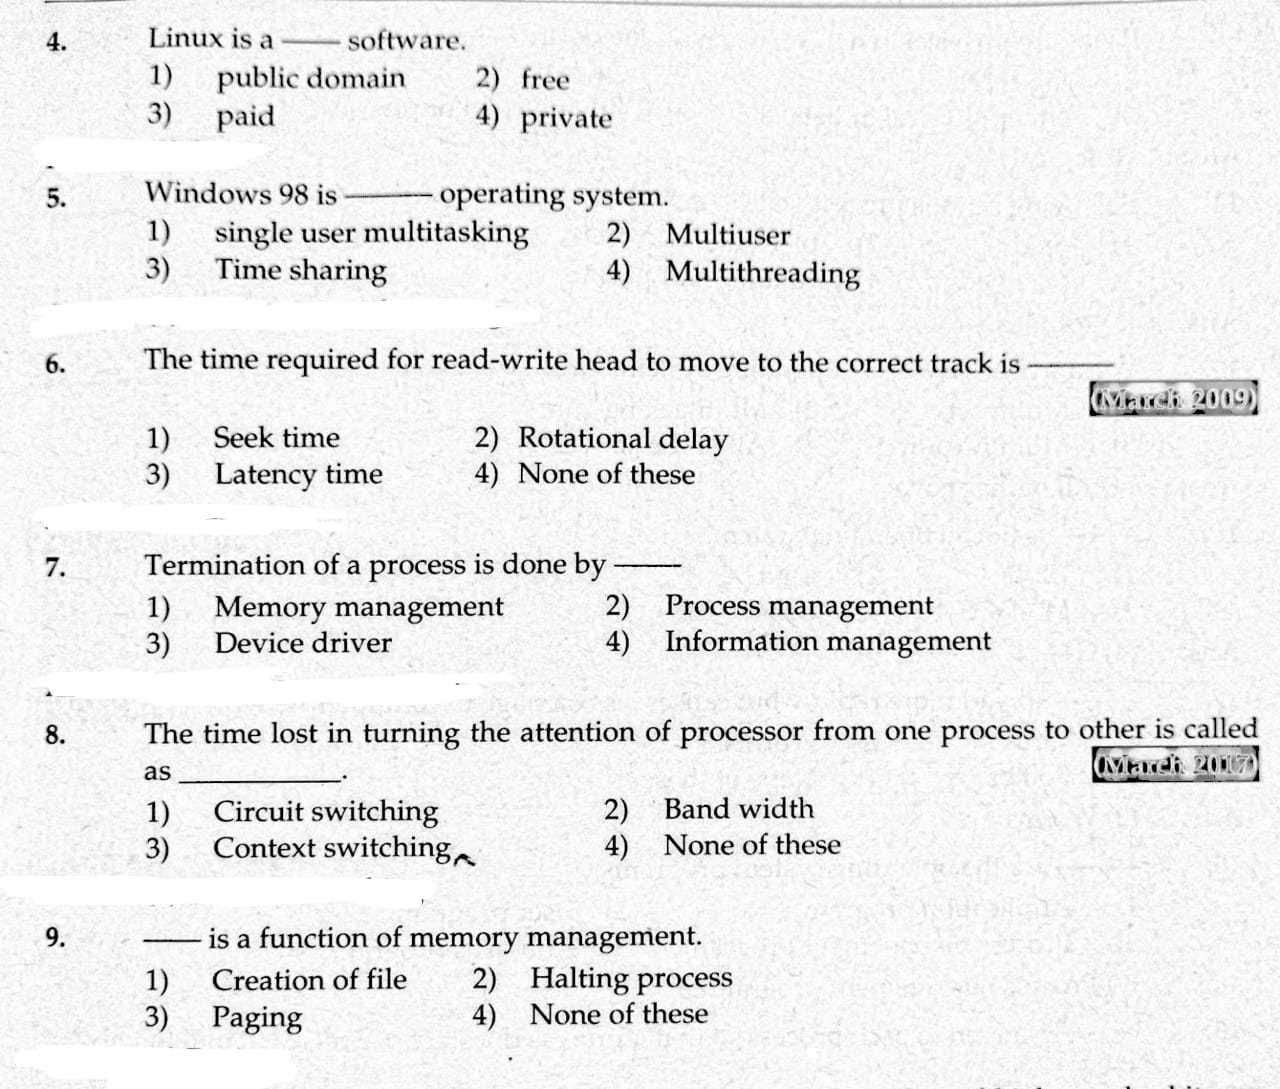 4. Linux is a —— software.
1) public domain 2) free
3) paid 4) private
5. Windows 98 is ——— operating system.
1) single user multitasking 2) Multiuser
3) Time sharing 4) Multithreading
6. The time required for read-write head to move to the correct track is ———
(March 2009)
1) Seek time 2) Rotational delay
3) Latency time 4) None of these
7. Termination of a process is done by ——
1) Memory management 2) Process management
3) Device driver 4) Information management
8. The time lost in turning the attention of processor from one process to other is called
as ___________. (March 2017)
1) Circuit switching 2) Band width
3) Context switching 4) None of these
9. —— is a function of memory management.
1) Creation of file 2) Halting process
3) Paging 4) None of these